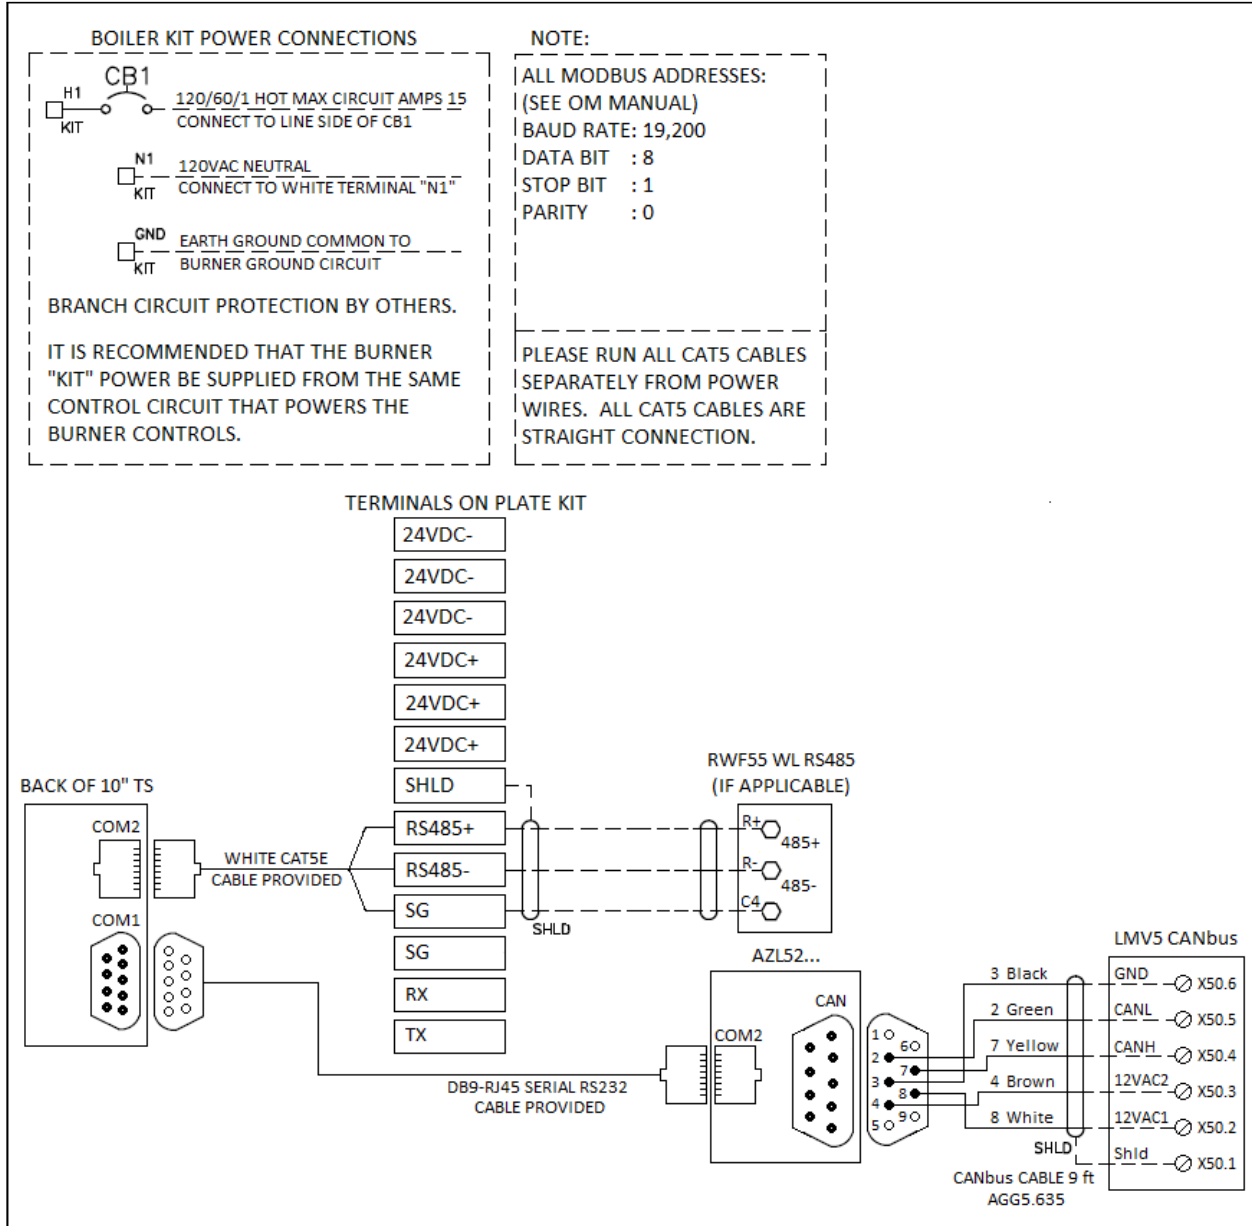 BOILER KIT POWER CONNECTIONS
CB1
H1
KIT
120/60/1 HOT MAX CIRCUIT AMPS 15
CONNECT TO LINE SIDE OF CB1
N1
KIT
120VAC NEUTRAL
CONNECT TO WHITE TERMINAL "N1"
GND
KIT
EARTH GROUND COMMON TO
BURNER GROUND CIRCUIT
BRANCH CIRCUIT PROTECTION BY OTHERS.
IT IS RECOMMENDED THAT THE BURNER
"KIT" POWER BE SUPPLIED FROM THE SAME
CONTROL CIRCUIT THAT POWERS THE
BURNER CONTROLS.
NOTE:
ALL MODBUS ADDRESSES:
(SEE OM MANUAL)
BAUD RATE: 19,200
DATA BIT : 8
STOP BIT : 1
PARITY : 0
PLEASE RUN ALL CAT5 CABLES
SEPARATELY FROM POWER
WIRES. ALL CAT5 CABLES ARE
STRAIGHT CONNECTION.
TERMINALS ON PLATE KIT
24VDC-
24VDC-
24VDC-
24VDC+
24VDC+
24VDC+
SHLD
RS485+
RS485-
SG
SG
RX
TX
BACK OF 10" TS
COM2
COM1
WHITE CAT5E
CABLE PROVIDED
SHLD
RWF55 WL RS485
(IF APPLICABLE)
R+
485+
R-
485-
C4
DB9-RJ45 SERIAL RS232
CABLE PROVIDED
AZL52...
COM2
CAN
1
6
2
7
3
8
4
9
5
3 Black
2 Green
7 Yellow
4 Brown
8 White
SHLD
CANbus CABLE 9 ft
AGG5.635
LMV5 CANbus
GND X50.6
CANL X50.5
CANH X50.4
12VAC2 X50.3
12VAC1 X50.2
Shld X50.1